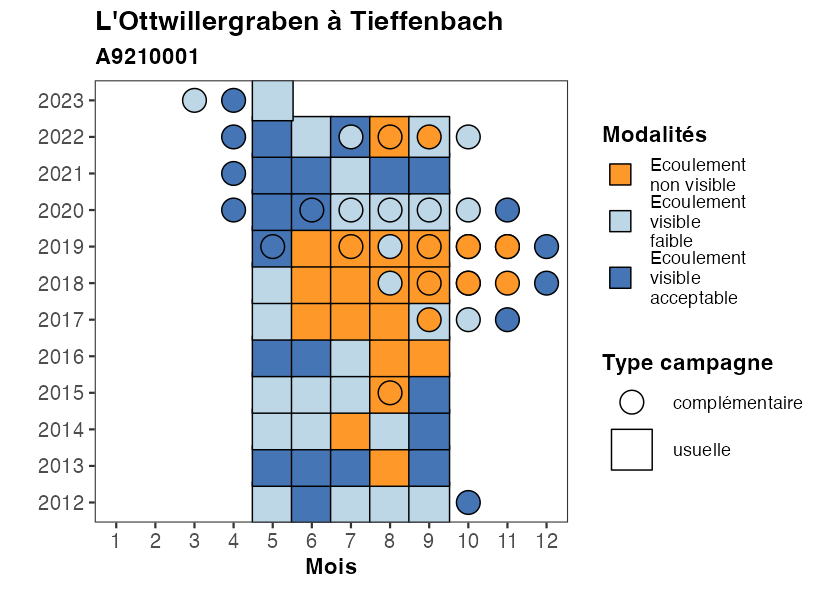 L'Ottwillergraben à Tieffenbach
A9210001
2023
2022
2021
2020
2019
2018
2017
2016
2015
2014
2013
2012
1 2 3 4 5 6 7 8 9 10 11 12
Mois
Modalités
Ecoulement
non visible
Ecoulement
visible
faible
Ecoulement
visible
acceptable
Type campagne
complémentaire
usuelle